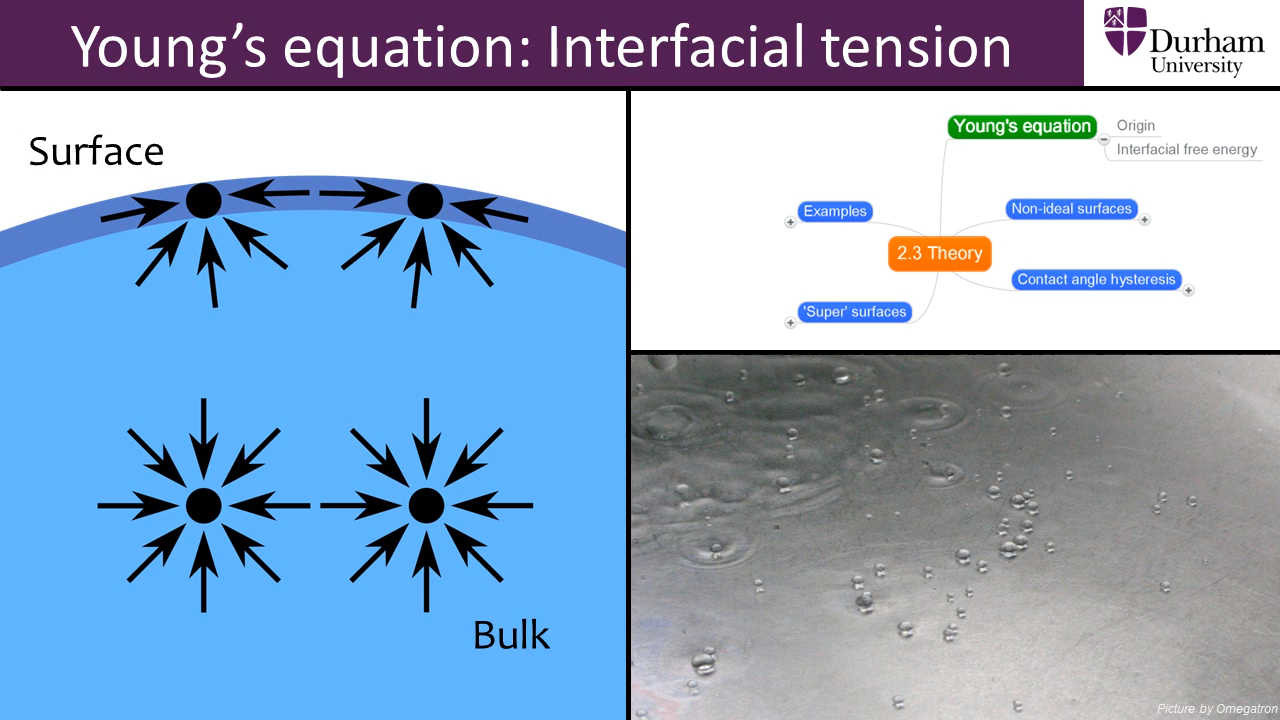 Young’s equation: Interfacial tension
Durham
University
Surface
Bulk
Young's equation
Origin
Interfacial free energy
Examples
Non-ideal surfaces
2.3 Theory
Contact angle hysteresis
'Super' surfaces
Picture by Omegatron